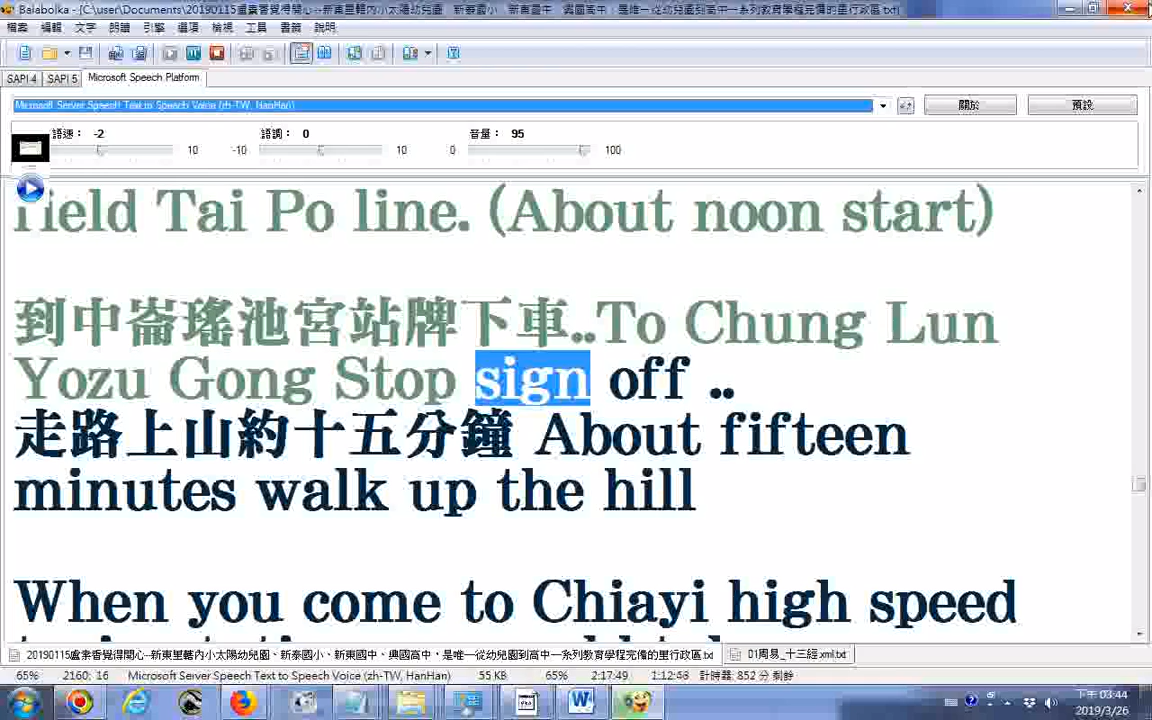 Balabolka - [C:\user\Documents\20190115盧素香覺得開心--新東里轄內小太陽幼兒園、新泰國小、新東國中、興國高中，是唯一從幼兒園到高中一系列教育學程完備的里行政區.txt]
檔案 編輯 文字 朗讀 引擎 選項 檢視 工具 書籤 說明
SAPI 4 SAPI 5 Microsoft Speech Platform
Microsoft Server Speech Text to Speech Voice (zh-TW, HanHan)
關於 預設
語速： -2 語調： 0 音量： 95
10 -10 10 0 100
Field Tai Po line. (About noon start)
到中崙瑤池宮站牌下車..To Chung Lun
Yozu Gong Stop sign off ..
走路上山約十五分鐘 About fifteen
minutes walk up the hill
When you come to Chiayi high speed
20190115盧素香覺得開心--新東里轄內小太陽幼兒園、新泰國小、新東國中、興國高中，是唯一從幼兒園到高中一系列教育學程完備的里行政區.txt 01周易_十三經.xml.txt
65% 2160; 16 Microsoft Server Speech Text to Speech Voice (zh-TW, HanHan) 55 KB 65% 2:17:49 1:12:53 計時器: 852 分 剩餘
下午 03:44
2019/3/26